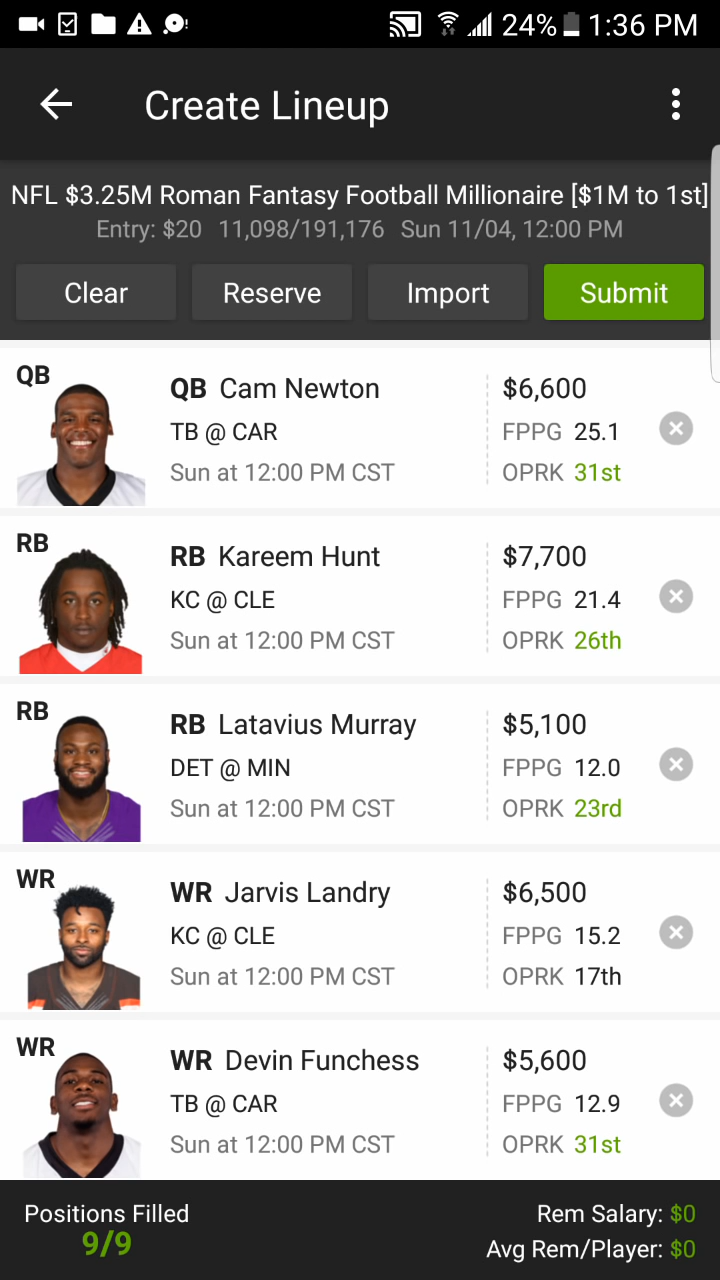 24% 1:36 PM
Create Lineup
NFL $3.25M Roman Fantasy Football Millionaire [$1M to 1st]
Entry: $20 11,098/191,176 Sun 11/04, 12:00 PM
Clear Reserve Import Submit
QB
QB Cam Newton $6,600
TB @ CAR FPPG 25.1
Sun at 12:00 PM CST OPRK 31st
RB
RB Kareem Hunt $7,700
KC @ CLE FPPG 21.4
Sun at 12:00 PM CST OPRK 26th
RB
RB Latavius Murray $5,100
DET @ MIN FPPG 12.0
Sun at 12:00 PM CST OPRK 23rd
WR
WR Jarvis Landry $6,500
KC @ CLE FPPG 15.2
Sun at 12:00 PM CST OPRK 17th
WR
WR Devin Funchess $5,600
TB @ CAR FPPG 12.9
Sun at 12:00 PM CST OPRK 31st
Positions Filled Rem Salary: $0
9/9 Avg Rem/Player: $0